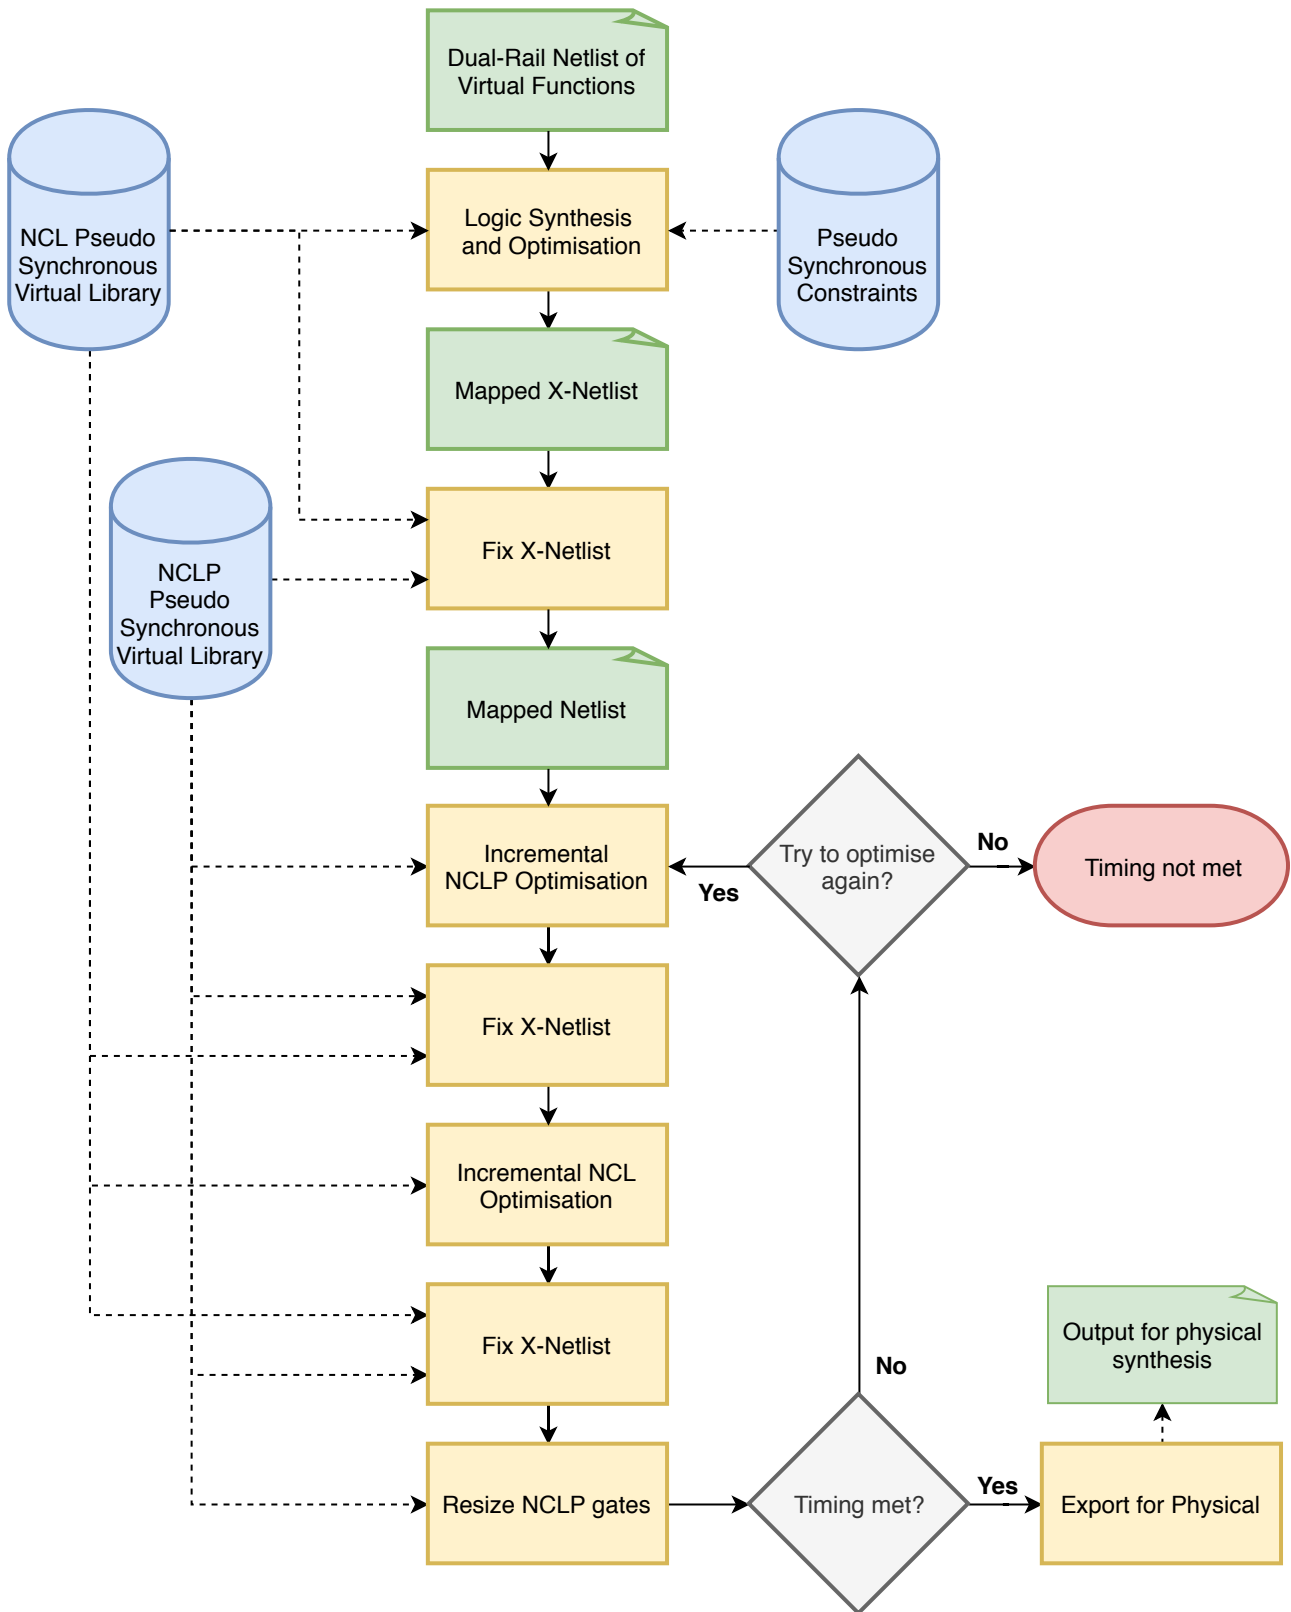 Dual-Rail Netlist of
Virtual Functions
NCL Pseudo
Synchronous
Virtual Library
Logic Synthesis
and Optimisation
Pseudo
Synchronous
Constraints
Mapped X-Netlist
Fix X-Netlist
NCLP
Pseudo
Synchronous
Virtual Library
Mapped Netlist
Incremental
NCLP Optimisation
Yes
Try to optimise
again?
No
Timing not met
Fix X-Netlist
Incremental NCL
Optimisation
Fix X-Netlist
No
Output for physical
synthesis
Resize NCLP gates
Timing met?
Yes
Export for Physical